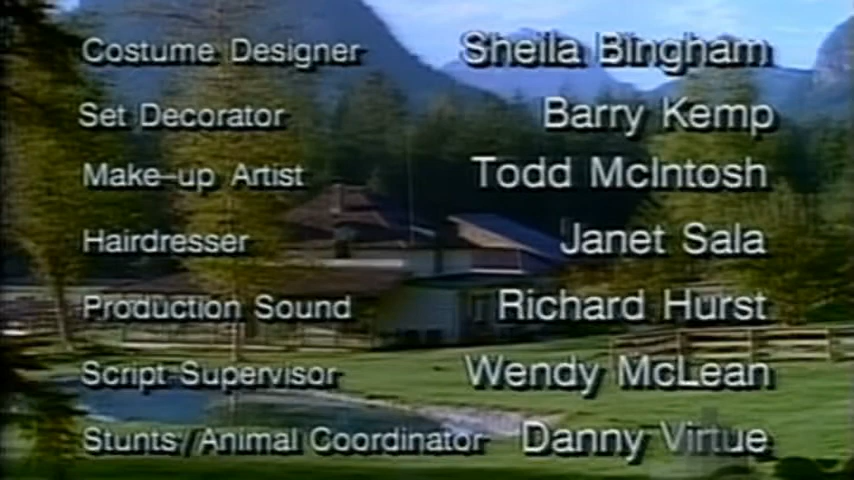 Costume Designer Sheila Bingham
Set Decorator Barry Kemp
Make-up Artist Todd McIntosh
Hairdresser Janet Sala
Production Sound Richard Hurst
Script Supervisor Wendy McLean
Stunts/Animal Coordinator Danny Virtue